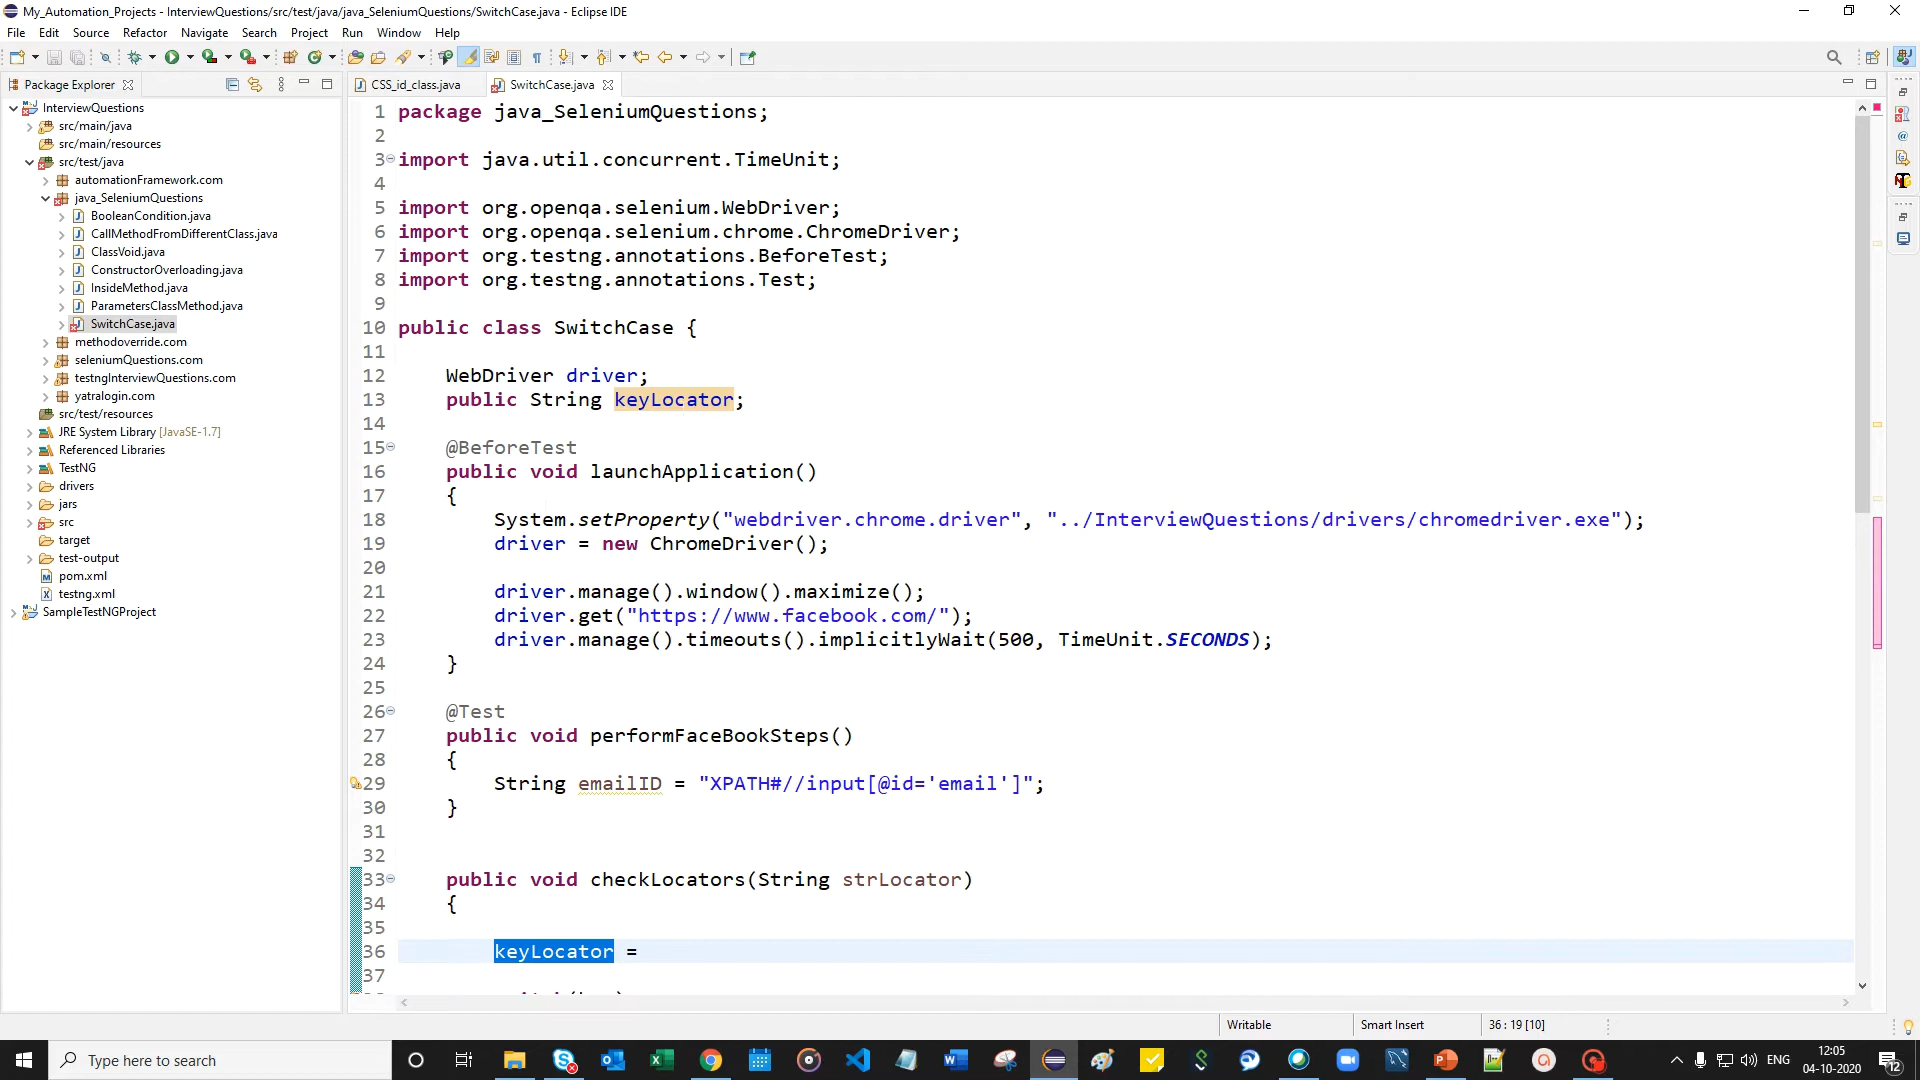 My_Automation_Projects - InterviewQuestions/src/test/java/java_SeleniumQuestions/SwitchCase.java - Eclipse IDE
File Edit Source Refactor Navigate Search Project Run Window Help
Package Explorer
CSS_id_class.java
SwitchCase.java
InterviewQuestions
src/main/java
src/main/resources
src/test/java
automationFramework.com
java_SeleniumQuestions
BooleanCondition.java
CallMethodFromDifferentClass.java
ClassVoid.java
ConstructorOverloading.java
InsideMethod.java
ParametersClassMethod.java
SwitchCase.java
methodoverride.com
seleniumQuestions.com
testngInterviewQuestions.com
yatralogin.com
src/test/resources
JRE System Library [JavaSE-1.7]
Referenced Libraries
TestNG
drivers
jars
src
target
test-output
pom.xml
testng.xml
SampleTestNGProject
1 package java_SeleniumQuestions;
2
3 import java.util.concurrent.TimeUnit;
4
5 import org.openqa.selenium.WebDriver;
6 import org.openqa.selenium.chrome.ChromeDriver;
7 import org.testng.annotations.BeforeTest;
8 import org.testng.annotations.Test;
9
10 public class SwitchCase {
11
12 WebDriver driver;
13 public String keyLocator;
14
15 @BeforeTest
16 public void launchApplication()
17 {
18 System.setProperty("webdriver.chrome.driver", "../InterviewQuestions/drivers/chromedriver.exe");
19 driver = new ChromeDriver();
20
21 driver.manage().window().maximize();
22 driver.get("https://www.facebook.com/");
23 driver.manage().timeouts().implicitlyWait(500, TimeUnit.SECONDS);
24 }
25
26 @Test
27 public void performFaceBookSteps()
28 {
29 String emailID = "XPATH#//input[@id='email']";
30 }
31
32
33 public void checkLocators(String strLocator)
34 {
35
36 keyLocator =
37
Writable
Smart Insert
36 : 19 [10]
Type here to search
ENG
12:05
04-10-2020
12